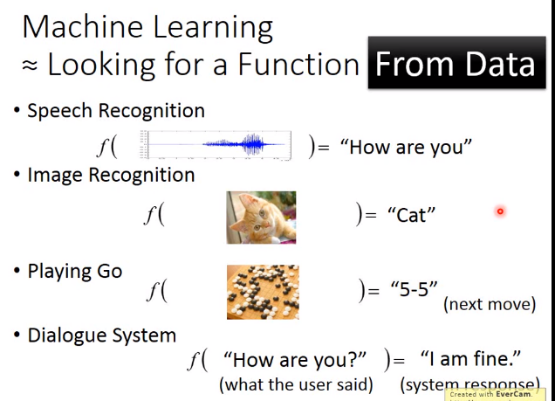 Machine Learning
≈ Looking for a Function From Data
• Speech Recognition
f( )= “How are you”
• Image Recognition
f( )= “Cat”
• Playing Go
f( )= “5-5”
(next move)
• Dialogue System
f( “How are you?” )= “I am fine.”
(what the user said) (system response)
Created with EverCam.